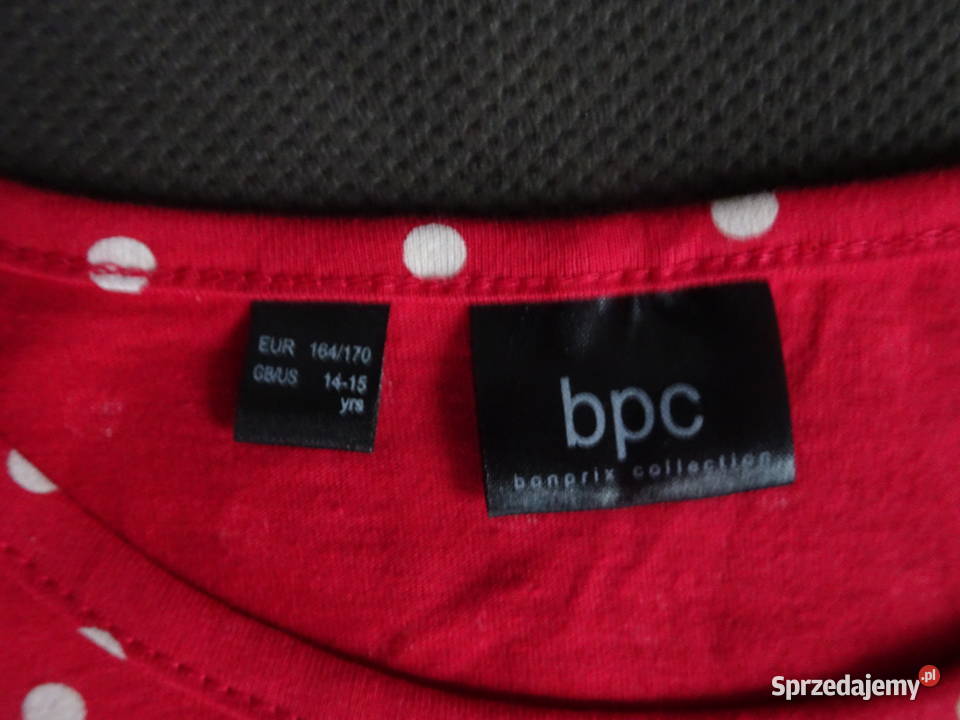 EUR 164/170
GB/US 14-15
yrs
bpc
bonprix collection
Sprzedajemy.pl